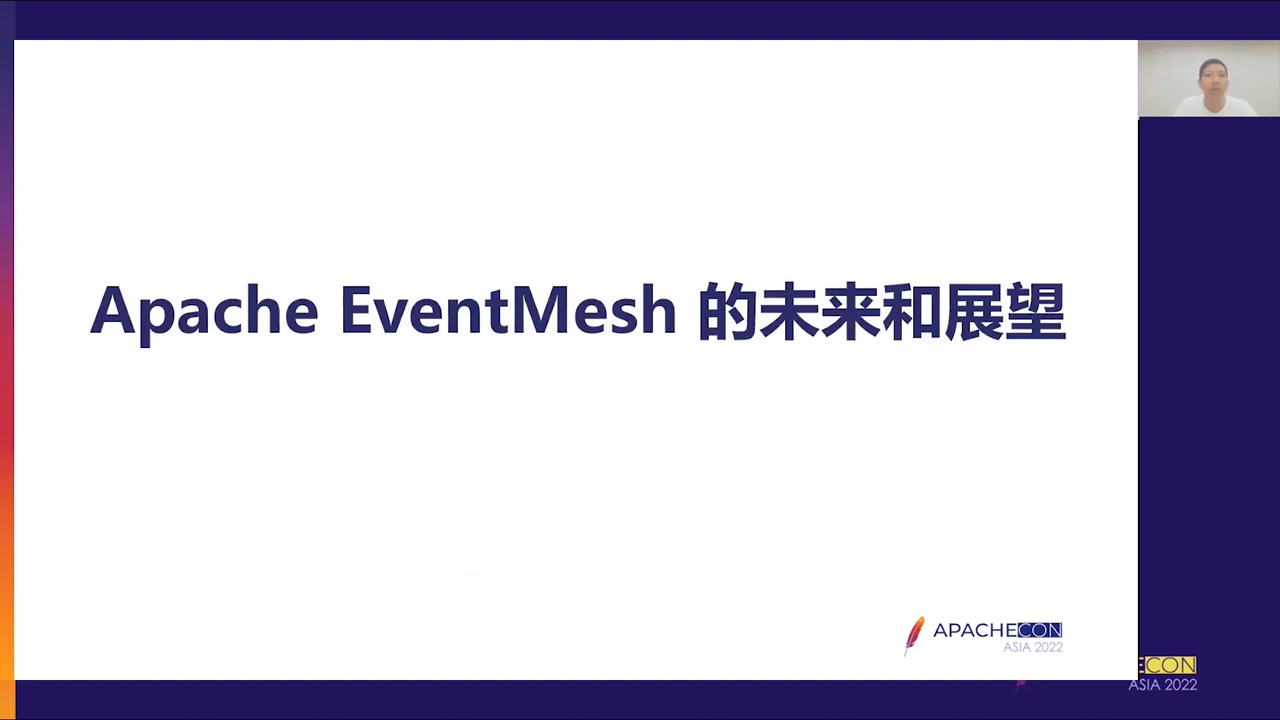 Apache EventMesh 的未来和展望
APACHECON
ASIA 2022
ECON
ASIA 2022